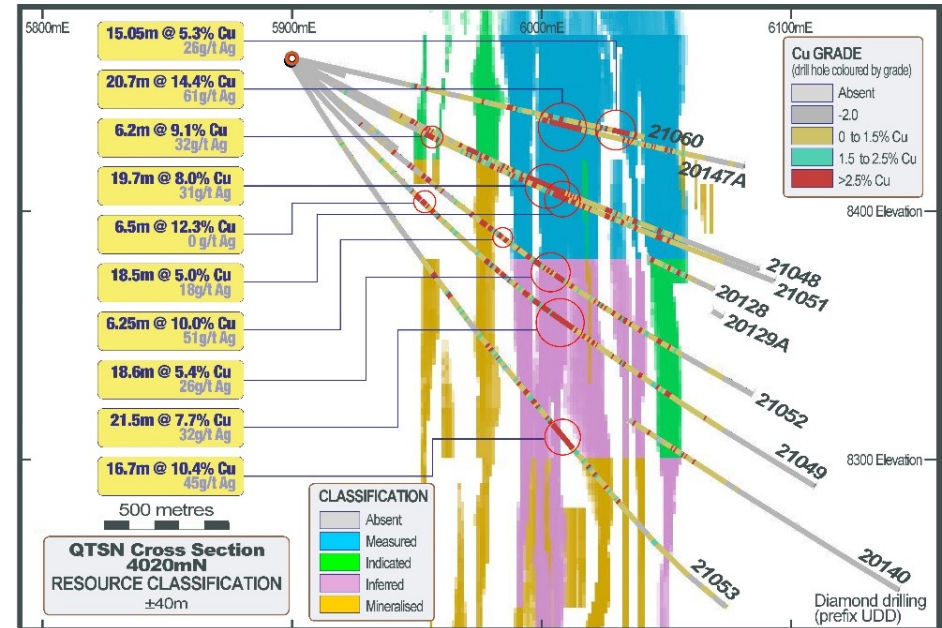 5800mE
5900mE
6000mE
6100mE
15.05m @ 5.3% Cu
26g/t Ag
20.7m @ 14.4% Cu
61g/t Ag
6.2m @ 9.1% Cu
32g/t Ag
19.7m @ 8.0% Cu
31g/t Ag
6.5m @ 12.3% Cu
0 g/t Ag
18.5m @ 5.0% Cu
18g/t Ag
6.25m @ 10.0% Cu
51g/t Ag
18.6m @ 5.4% Cu
26g/t Ag
21.5m @ 7.7% Cu
32g/t Ag
16.7m @ 10.4% Cu
45g/t Ag
Cu GRADE
(drill hole coloured by grade)
Absent
-2.0
0 to 1.5% Cu
1.5 to 2.5% Cu
>2.5% Cu
21060
20147A
8400 Elevation
21048
21051
20128
20129A
21052
21049
8300 Elevation
20140
21053
500 metres
QTSN Cross Section
4020mN
RESOURCE CLASSIFICATION
±40m
CLASSIFICATION
Absent
Measured
Indicated
Inferred
Mineralised
Diamond drilling
(prefix UDD)